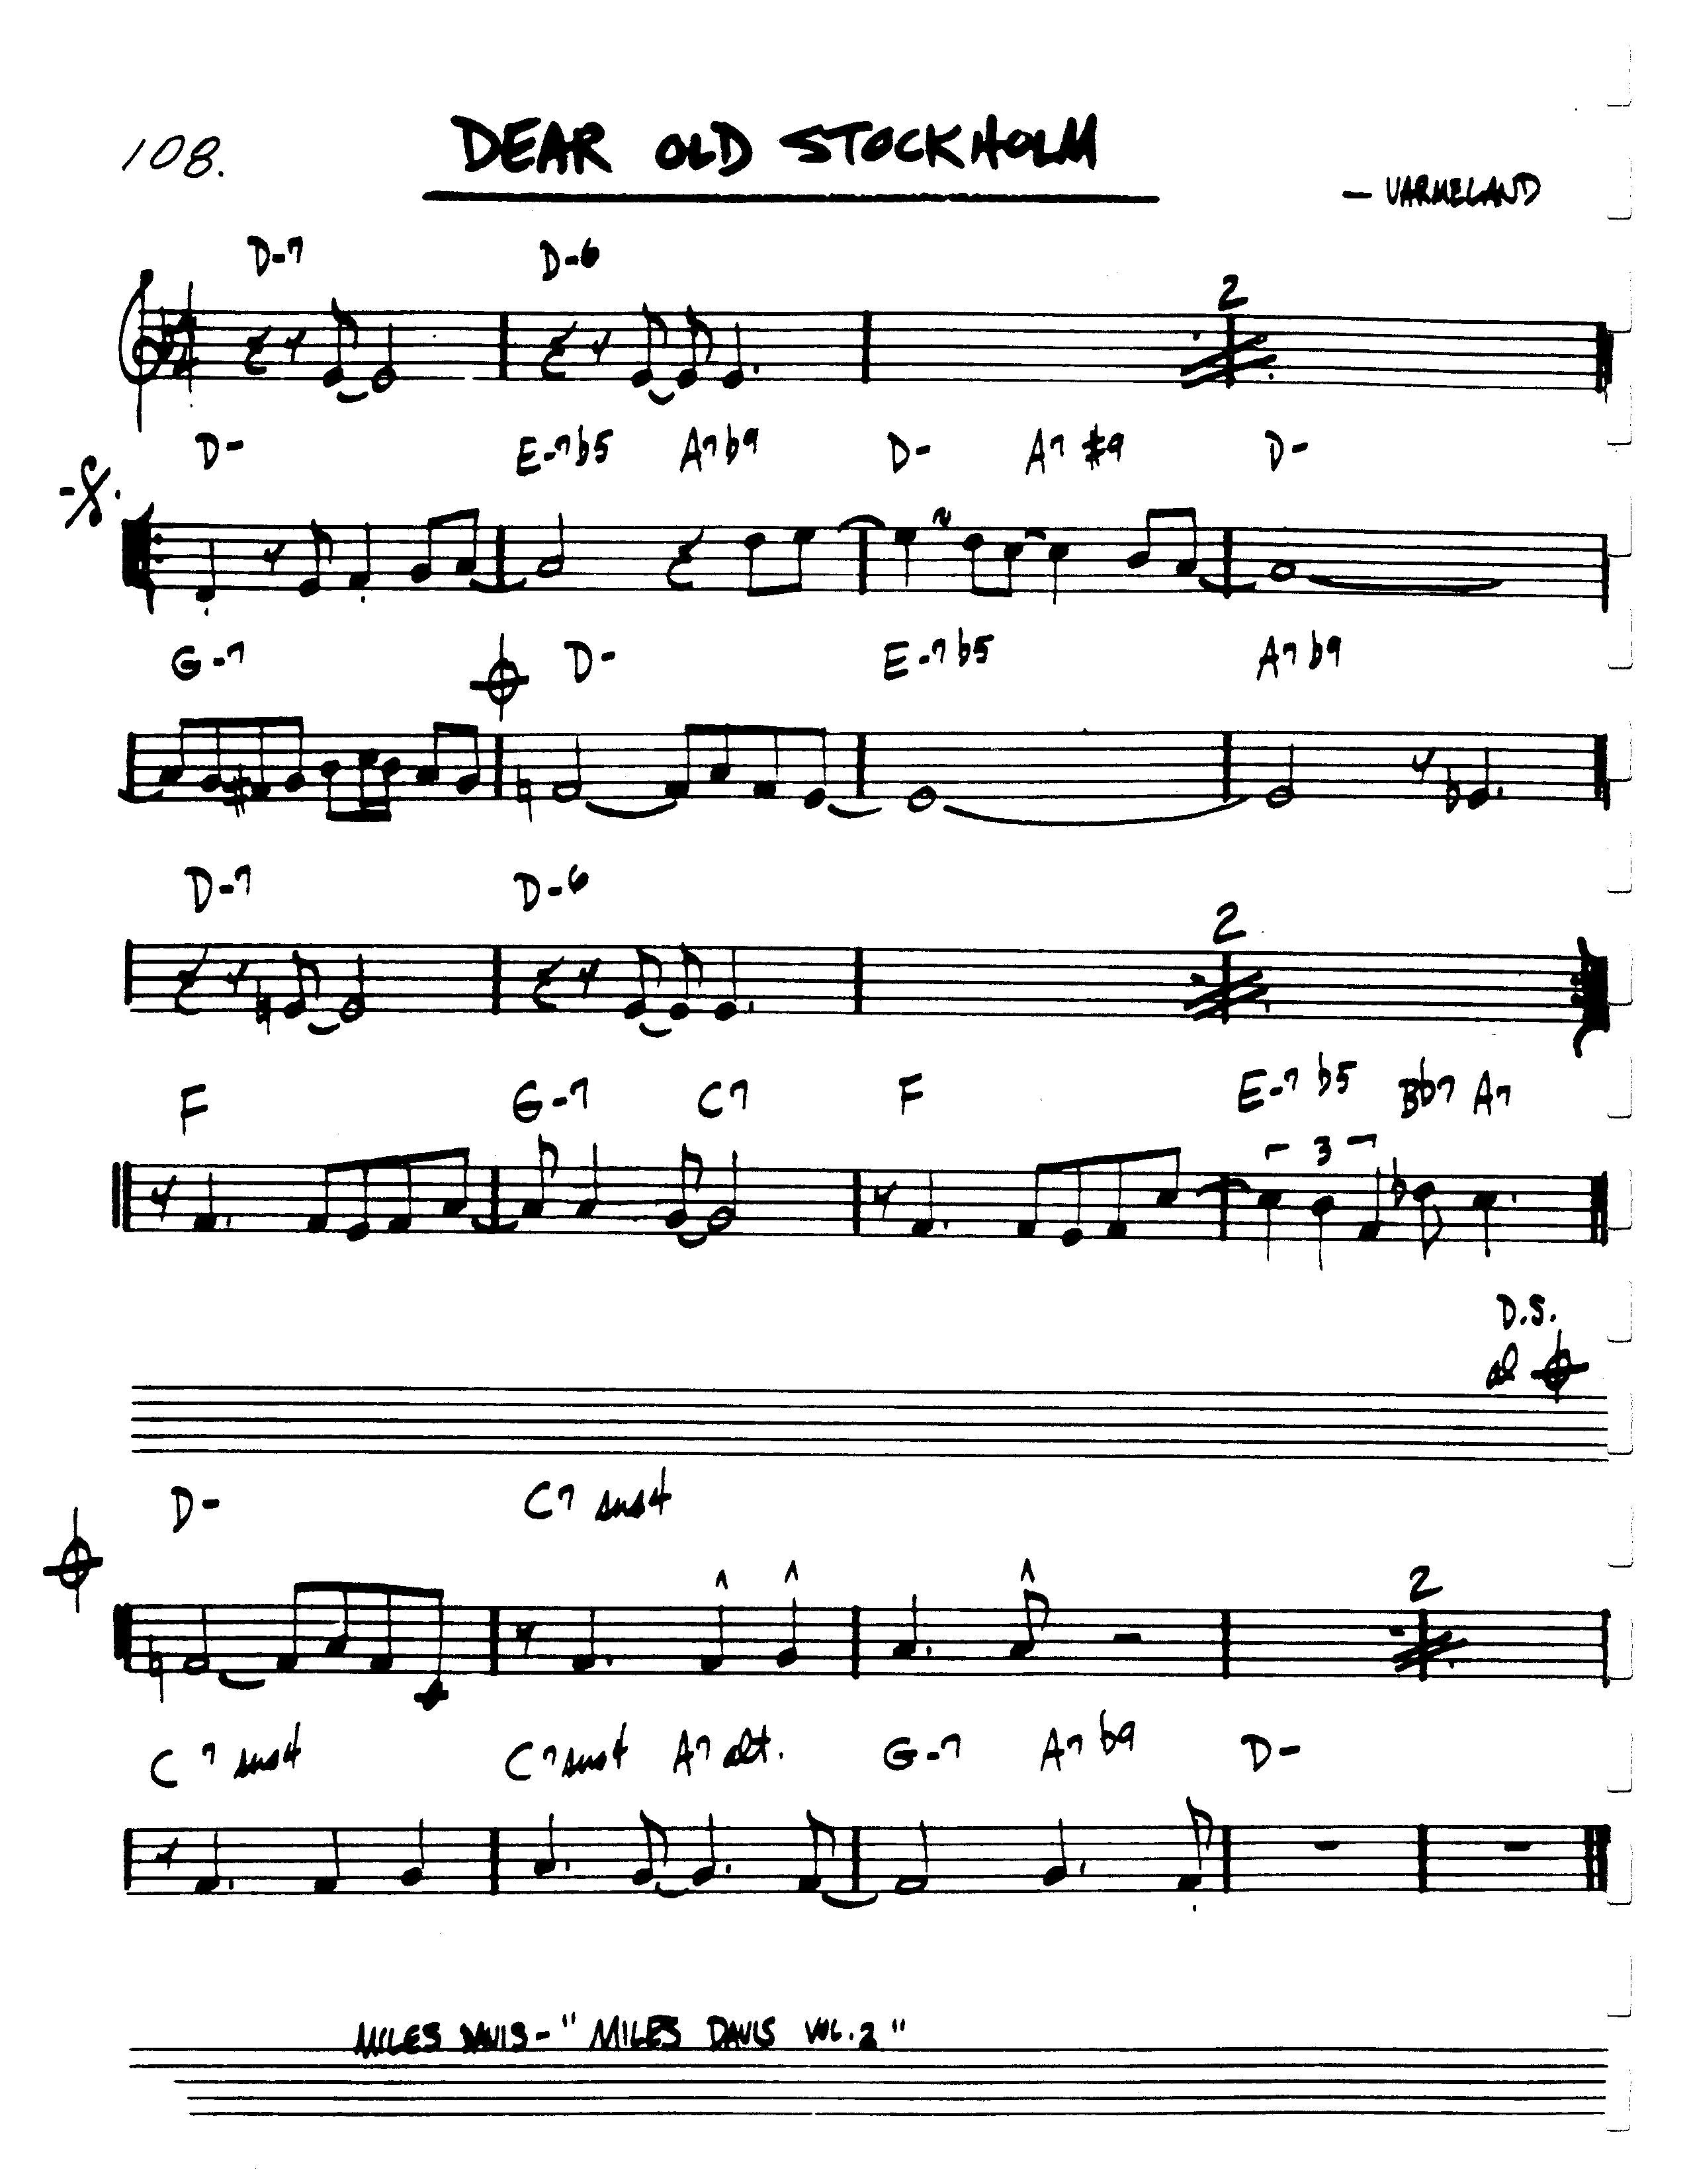 108. DEAR OLD STOCKHOLM
— VARMELAND
D-7 D-6
2
D- E-7b5 A7b9 D- A7 #9 D-
G-7 D- E-7b5 A7b9
D-7 D-6
2
F G-7 C7 F E-7b5 Bb7 A7
3
D.S.
al
D- C7 sus4
2
C7 sus4 C7 sus4 A7 alt. G-7 A7 b9 D-
MILES DAVIS - "MILES DAVIS VOL. 2"